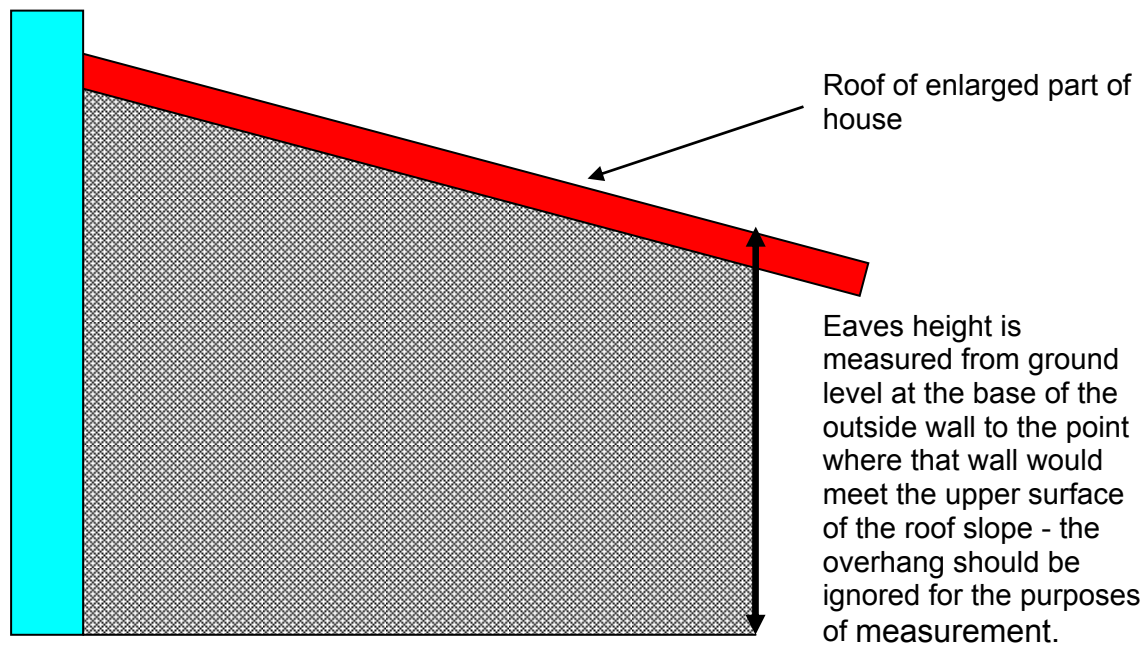 Roof of enlarged part of
house
Eaves height is
measured from ground
level at the base of the
outside wall to the point
where that wall would
meet the upper surface
of the roof slope - the
overhang should be
ignored for the purposes
of measurement.